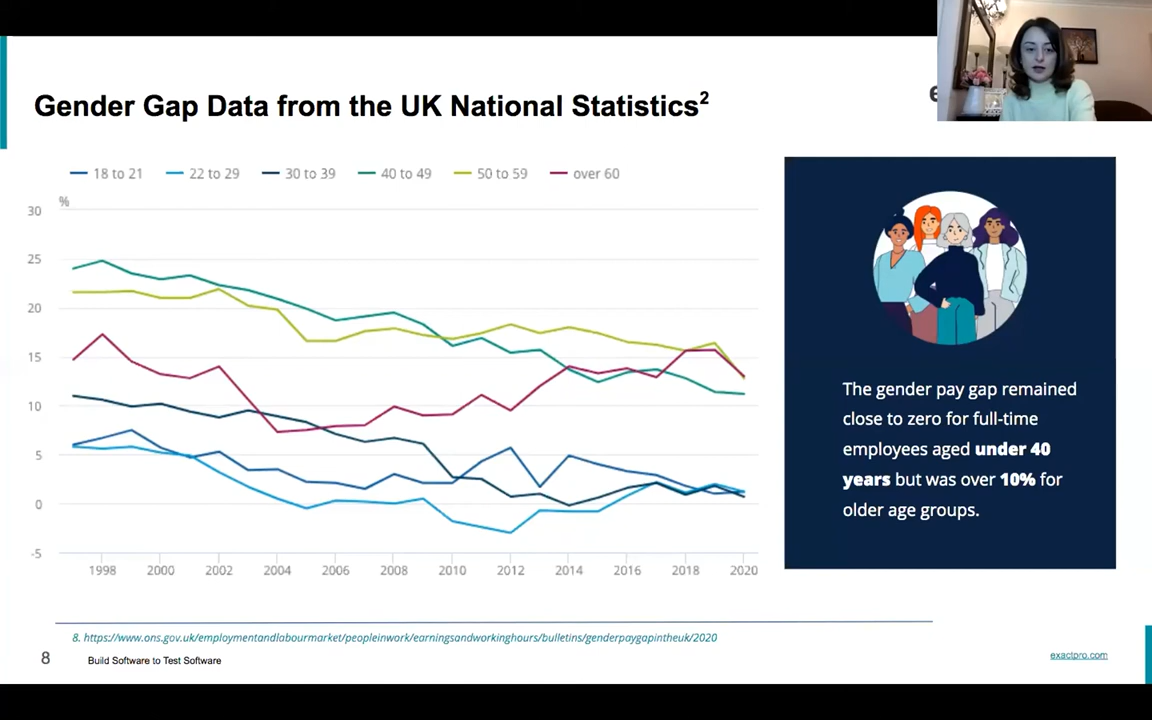 Gender Gap Data from the UK National Statistics2
18 to 21 22 to 29 30 to 39 40 to 49 50 to 59 over 60
%
30
25
20
15
10
5
0
-5
1998 2000 2002 2004 2006 2008 2010 2012 2014 2016 2018 2020
The gender pay gap remained
close to zero for full-time
employees aged under 40
years but was over 10% for
older age groups.
8. https://www.ons.gov.uk/employmentandlabourmarket/peopleinwork/earningsandworkinghours/bulletins/genderpaygapintheuk/2020
8 Build Software to Test Software
exactpro.com